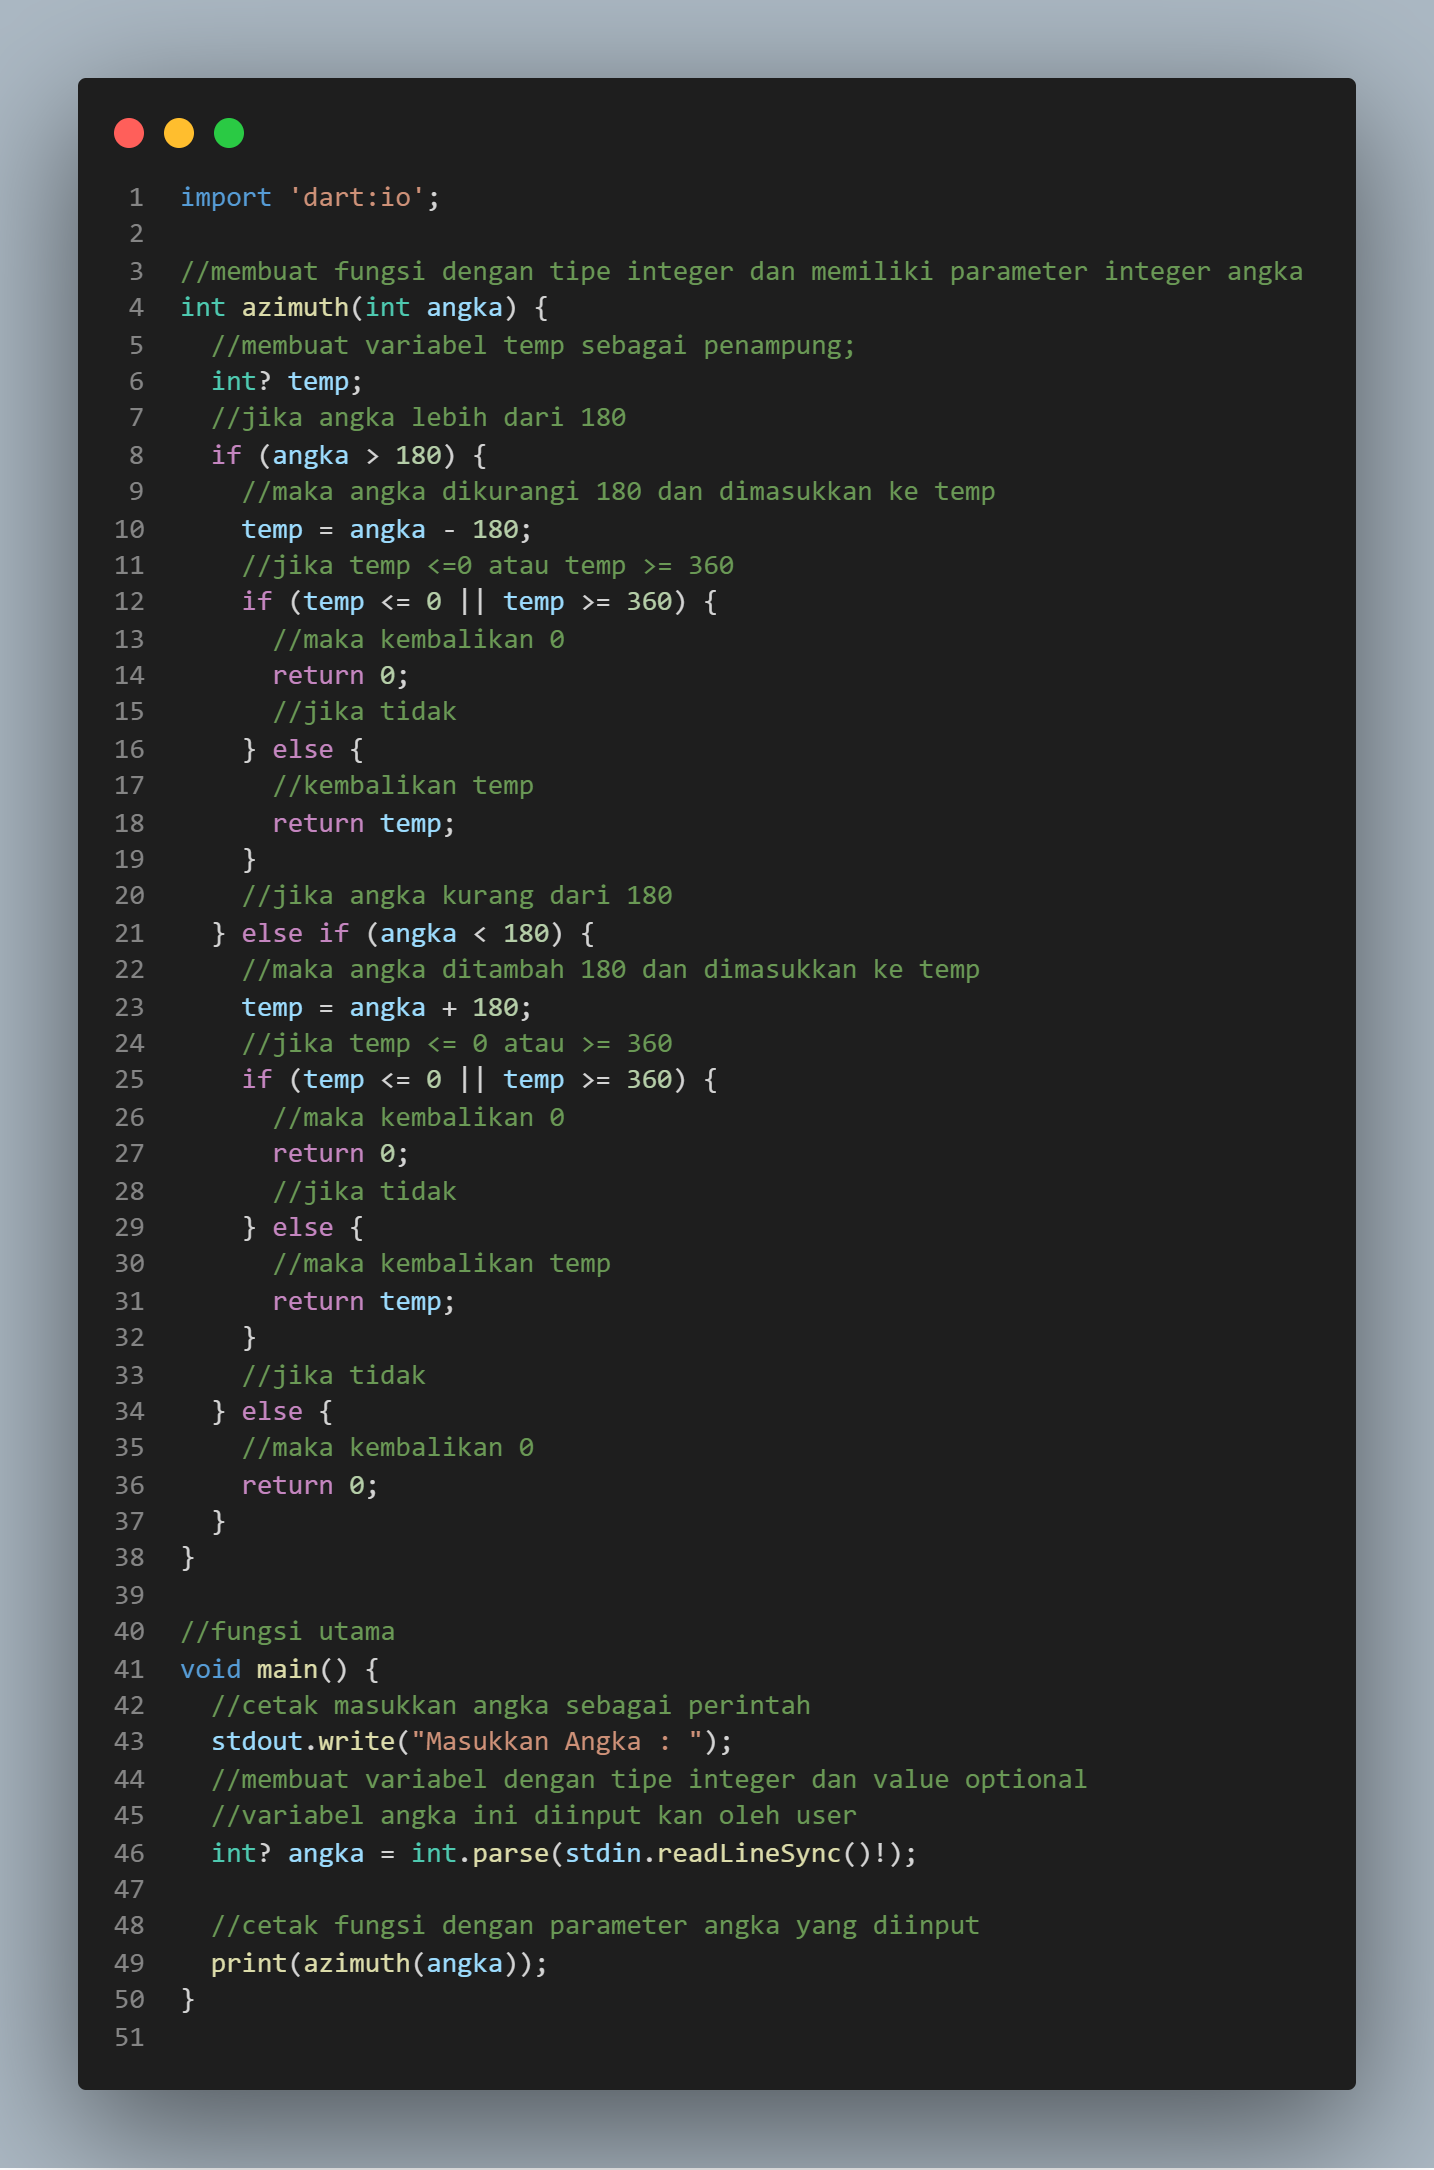 1 import 'dart:io';
2
3 //membuat fungsi dengan tipe integer dan memiliki parameter integer angka
4 int azimuth(int angka) {
5   //membuat variabel temp sebagai penampung;
6   int? temp;
7   //jika angka lebih dari 180
8   if (angka > 180) {
9     //maka angka dikurangi 180 dan dimasukkan ke temp
10     temp = angka - 180;
11     //jika temp <=0 atau temp >= 360
12     if (temp <= 0 || temp >= 360) {
13       //maka kembalikan 0
14       return 0;
15       //jika tidak
16     } else {
17       //kembalikan temp
18       return temp;
19     }
20     //jika angka kurang dari 180
21   } else if (angka < 180) {
22     //maka angka ditambah 180 dan dimasukkan ke temp
23     temp = angka + 180;
24     //jika temp <= 0 atau >= 360
25     if (temp <= 0 || temp >= 360) {
26       //maka kembalikan 0
27       return 0;
28       //jika tidak
29     } else {
30       //maka kembalikan temp
31       return temp;
32     }
33     //jika tidak
34   } else {
35     //maka kembalikan 0
36     return 0;
37   }
38 }
39
40 //fungsi utama
41 void main() {
42   //cetak masukkan angka sebagai perintah
43   stdout.write("Masukkan Angka : ");
44   //membuat variabel dengan tipe integer dan value optional
45   //variabel angka ini diinput kan oleh user
46   int? angka = int.parse(stdin.readLineSync()!);
47
48   //cetak fungsi dengan parameter angka yang diinput
49   print(azimuth(angka));
50 }
51